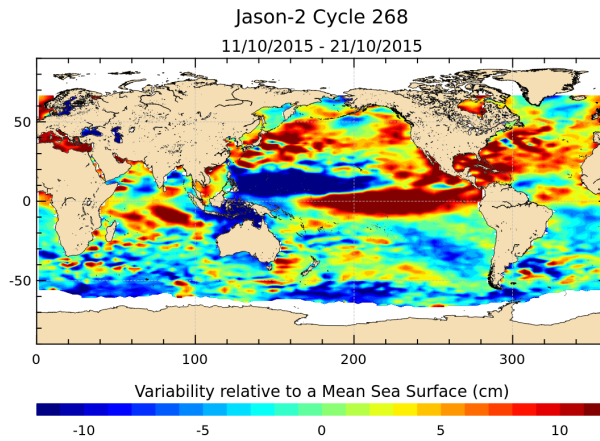 Jason-2 Cycle 268
11/10/2015 - 21/10/2015
50
0
-50
0 100 200 300
Variability relative to a Mean Sea Surface (cm)
-10 -5 0 5 10